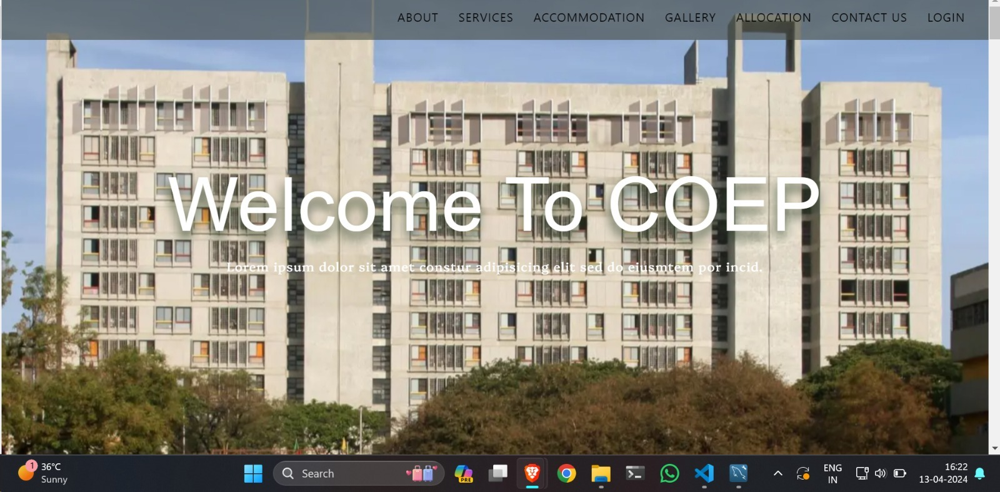 ABOUT SERVICES ACCOMMODATION GALLERY ALLOCATION CONTACT US LOGIN
Welcome To COEP
Lorem ipsum dolor sit amet constur adipisicing elit sed do eiusmtem por incid.
1
36°C
Sunny
Search
PRE
ENG
IN
16:22
13-04-2024